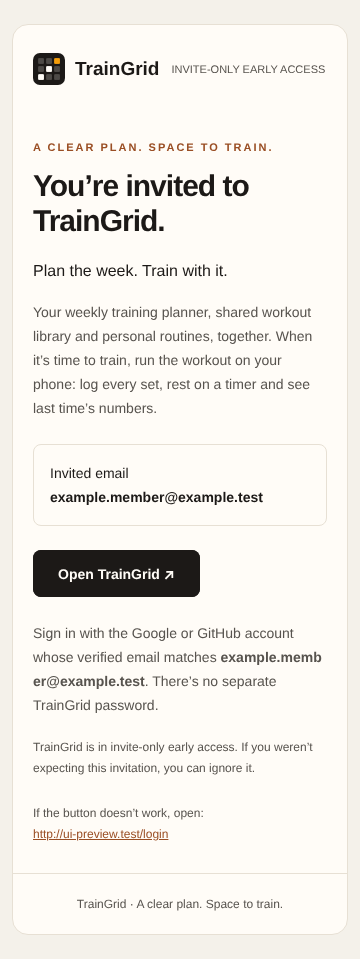 TrainGrid INVITE-ONLY EARLY ACCESS
A CLEAR PLAN. SPACE TO TRAIN.
You’re invited to
TrainGrid.
Plan the week. Train with it.
Your weekly training planner, shared workout
library and personal routines, together. When
it’s time to train, run the workout on your
phone: log every set, rest on a timer and see
last time’s numbers.
Invited email
example.member@example.test
Open TrainGrid ↗
Sign in with the Google or GitHub account
whose verified email matches example.memb
er@example.test. There’s no separate
TrainGrid password.
TrainGrid is in invite-only early access. If you weren’t
expecting this invitation, you can ignore it.
If the button doesn’t work, open:
http://ui-preview.test/login
TrainGrid · A clear plan. Space to train.